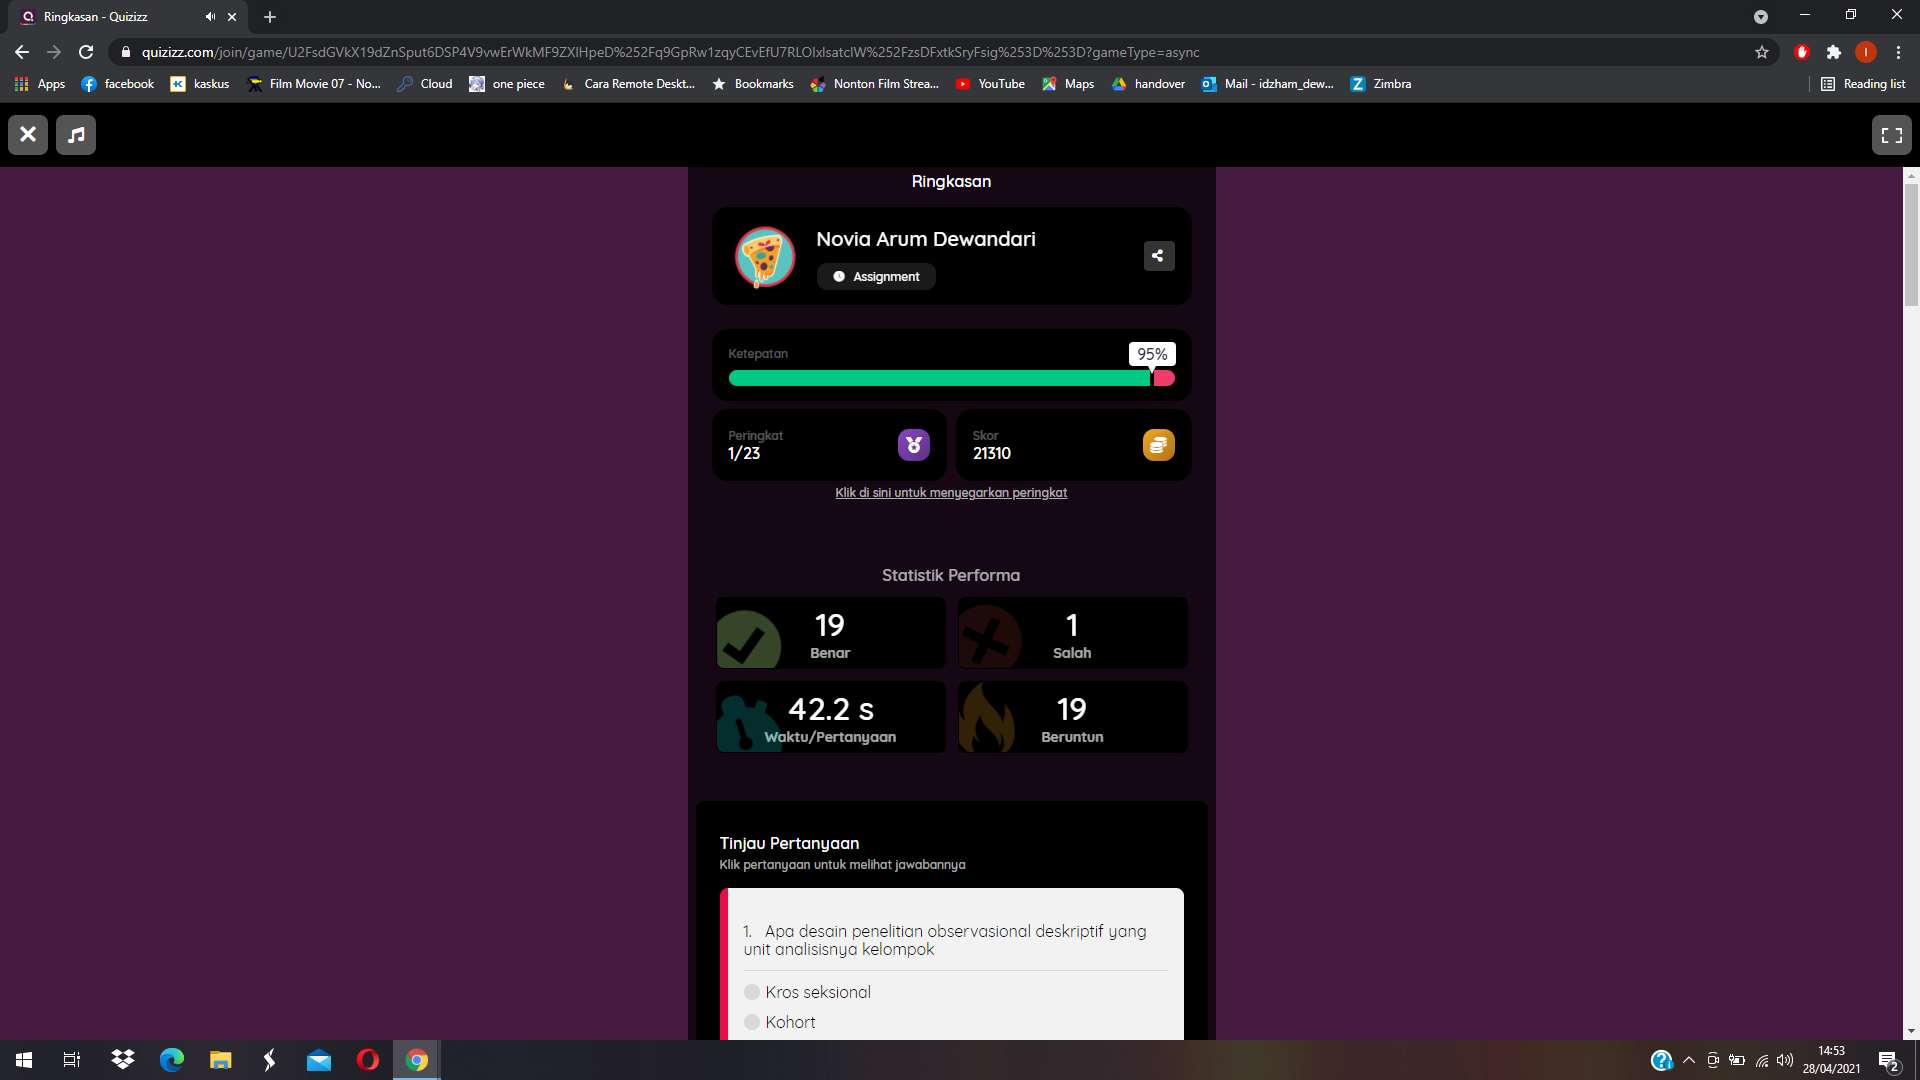 Ringkasan - Quizizz
quizizz.com/join/game/U2FsdGVkX19dZnSput6DSP4V9vwErWkMF9ZXlHpeD%252Fq9GpRw1zqyCEvEfU7RLOIxlsatcIW%252FzsDFxtkSryFsig%253D%253D?gameType=async
Apps facebook kaskus Film Movie 07 - No... Cloud one piece Cara Remote Deskt... Bookmarks Nonton Film Strea... YouTube Maps handover Mail - idzham_dew... Zimbra Reading list
Ringkasan
Novia Arum Dewandari
Assignment
Ketepatan
95%
Peringkat
1/23
Skor
21310
Klik di sini untuk menyegarkan peringkat
Statistik Performa
19
Benar
1
Salah
42.2 s
Waktu/Pertanyaan
19
Beruntun
Tinjau Pertanyaan
Klik pertanyaan untuk melihat jawabannya
1. Apa desain penelitian observasional deskriptif yang
unit analisisnya kelompok
Kros seksional
Kohort
14:53
28/04/2021
2